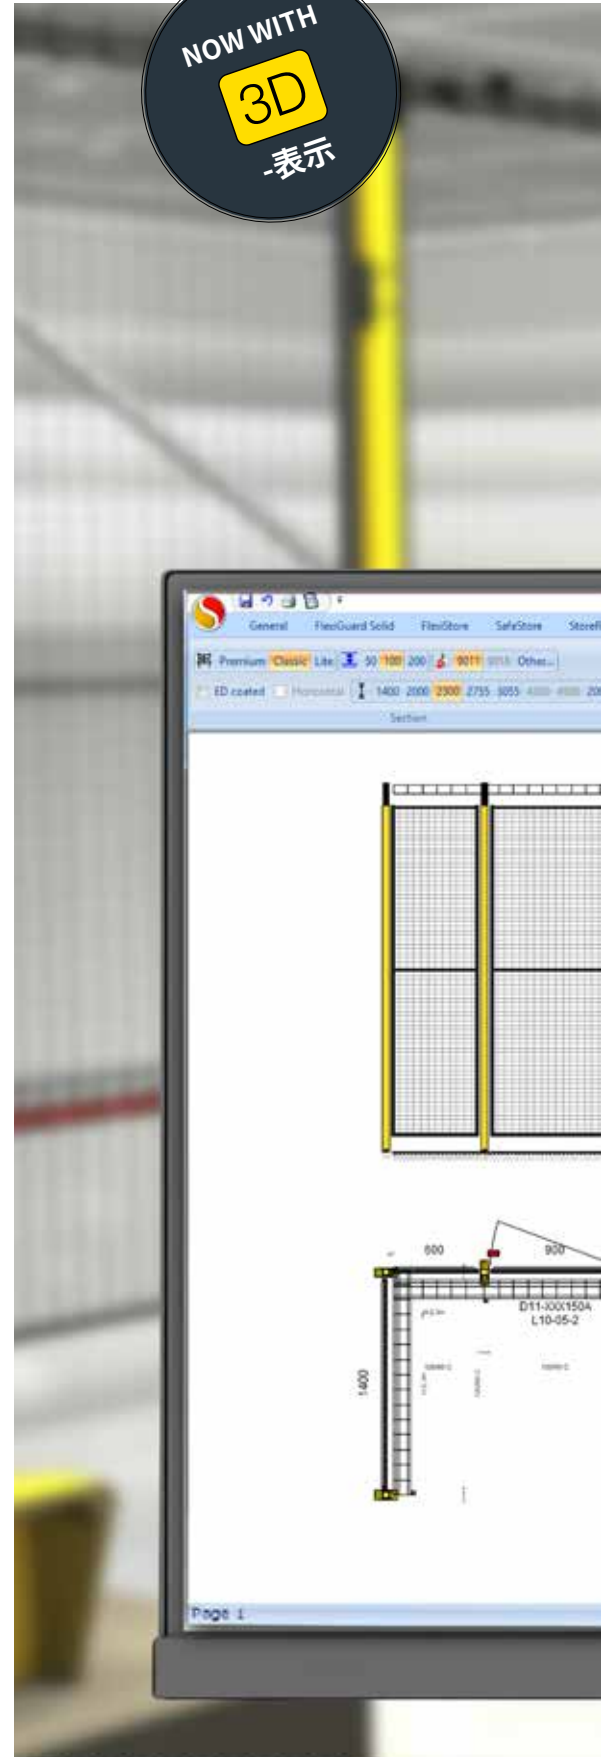 NOW WITH
3D
-表示
General FlexGuard Solid FlexiStore SafeStore
Premium Classic Lite 50 100 200 9011 Other...
ED coated Horizontal 1400 2000 2300 2755 3055
Section
600 900
D11-XXX150A
L10-05-2
1400
Page 1